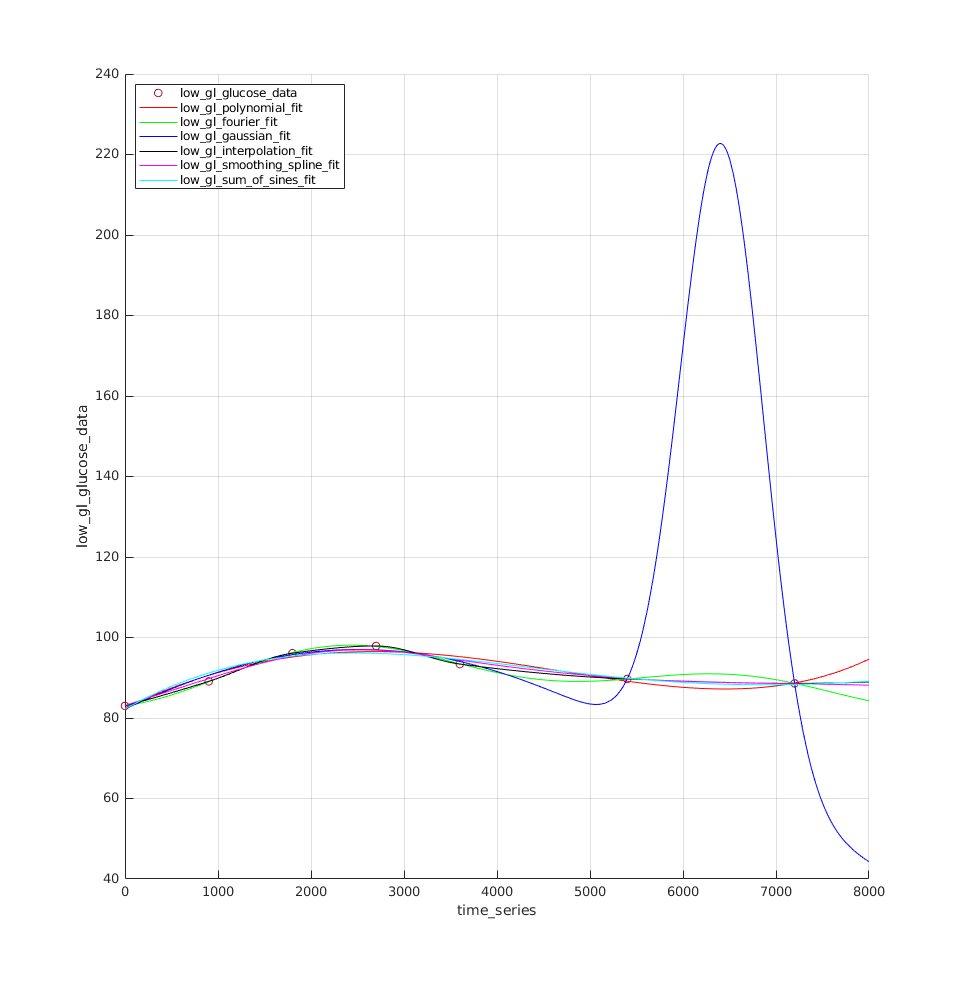 240
220
200
180
160
140
120
100
80
60
40
low_gl_glucose_data
low_gl_glucose_data
low_gl_polynomial_fit
low_gl_fourier_fit
low_gl_gaussian_fit
low_gl_interpolation_fit
low_gl_smoothing_spline_fit
low_gl_sum_of_sines_fit
0 1000 2000 3000 4000 5000 6000 7000 8000
time_series